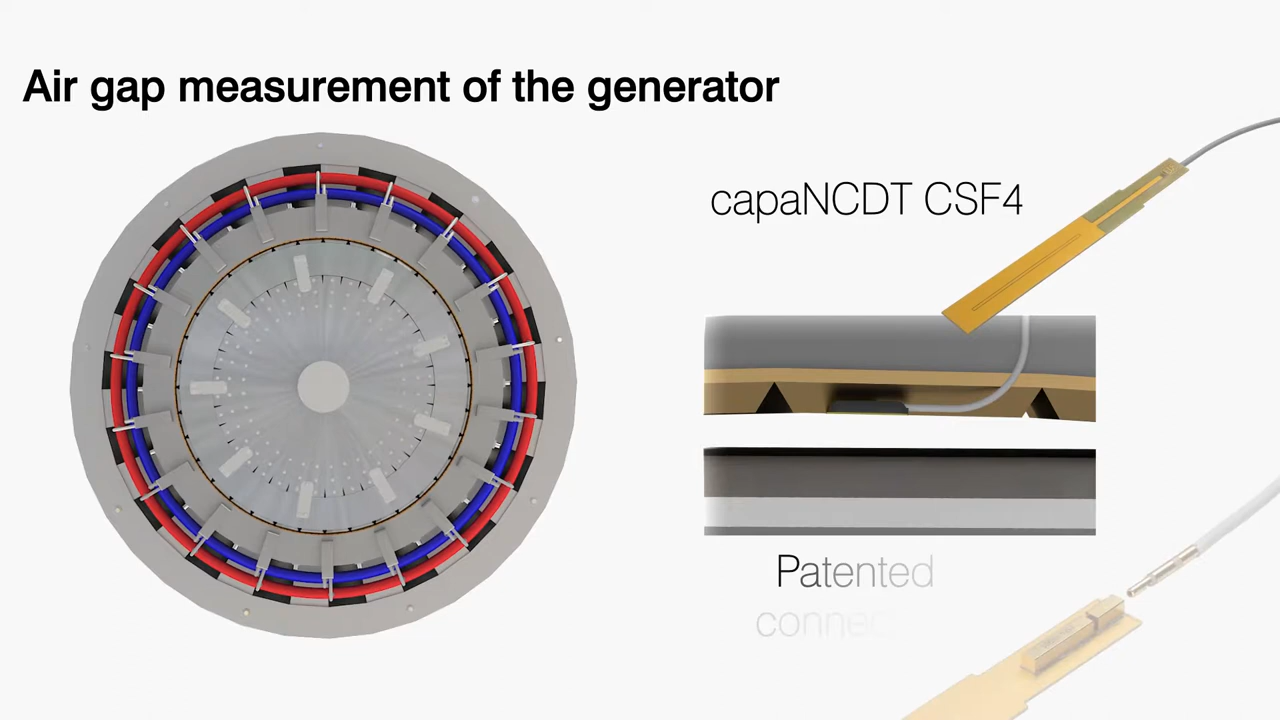 Air gap measurement of the generator
capaNCDT CSF4
Patented